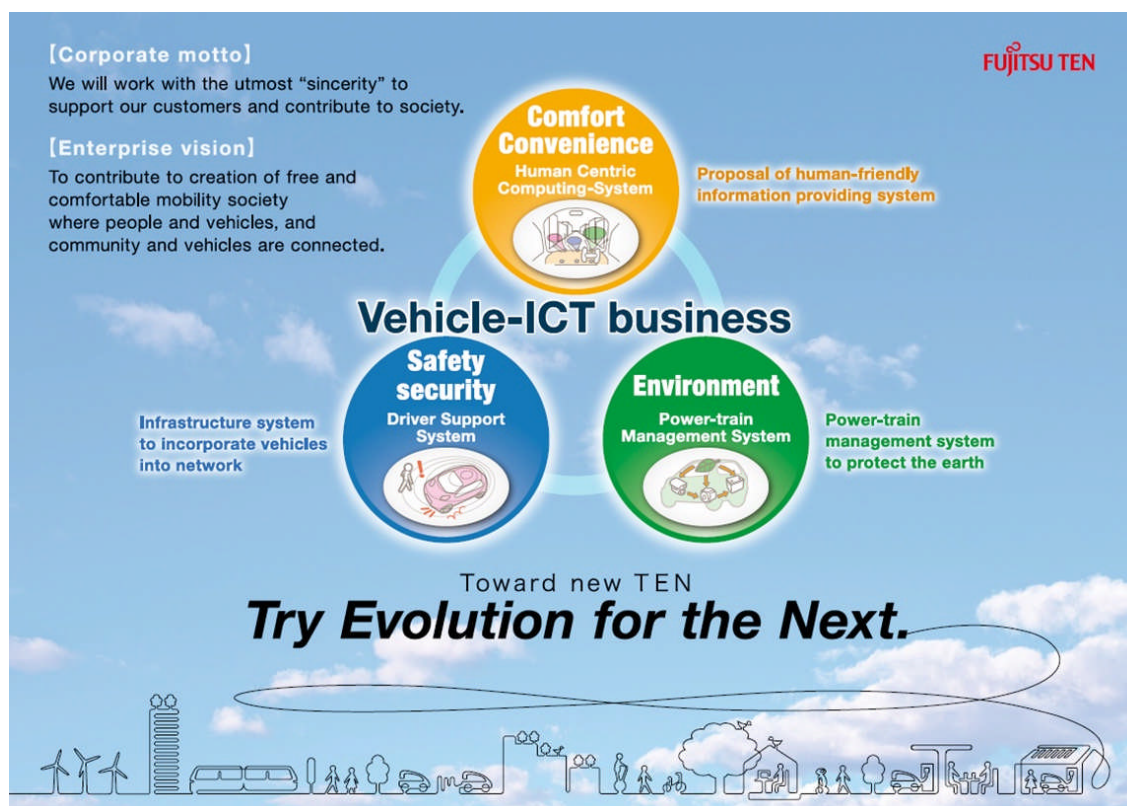 【Corporate motto】
We will work with the utmost “sincerity” to
support our customers and contribute to society.
【Enterprise vision】
To contribute to creation of free and
comfortable mobility society
where people and vehicles, and
community and vehicles are connected.
FUJITSU TEN
Comfort
Convenience
Human Centric
Computing-System
Proposal of human-friendly
information providing system
Vehicle-ICT business
Safety
security
Driver Support
System
Infrastructure system
to incorporate vehicles
into network
Environment
Power-train
Management System
Power-train
management system
to protect the earth
Toward new TEN
Try Evolution for the Next.